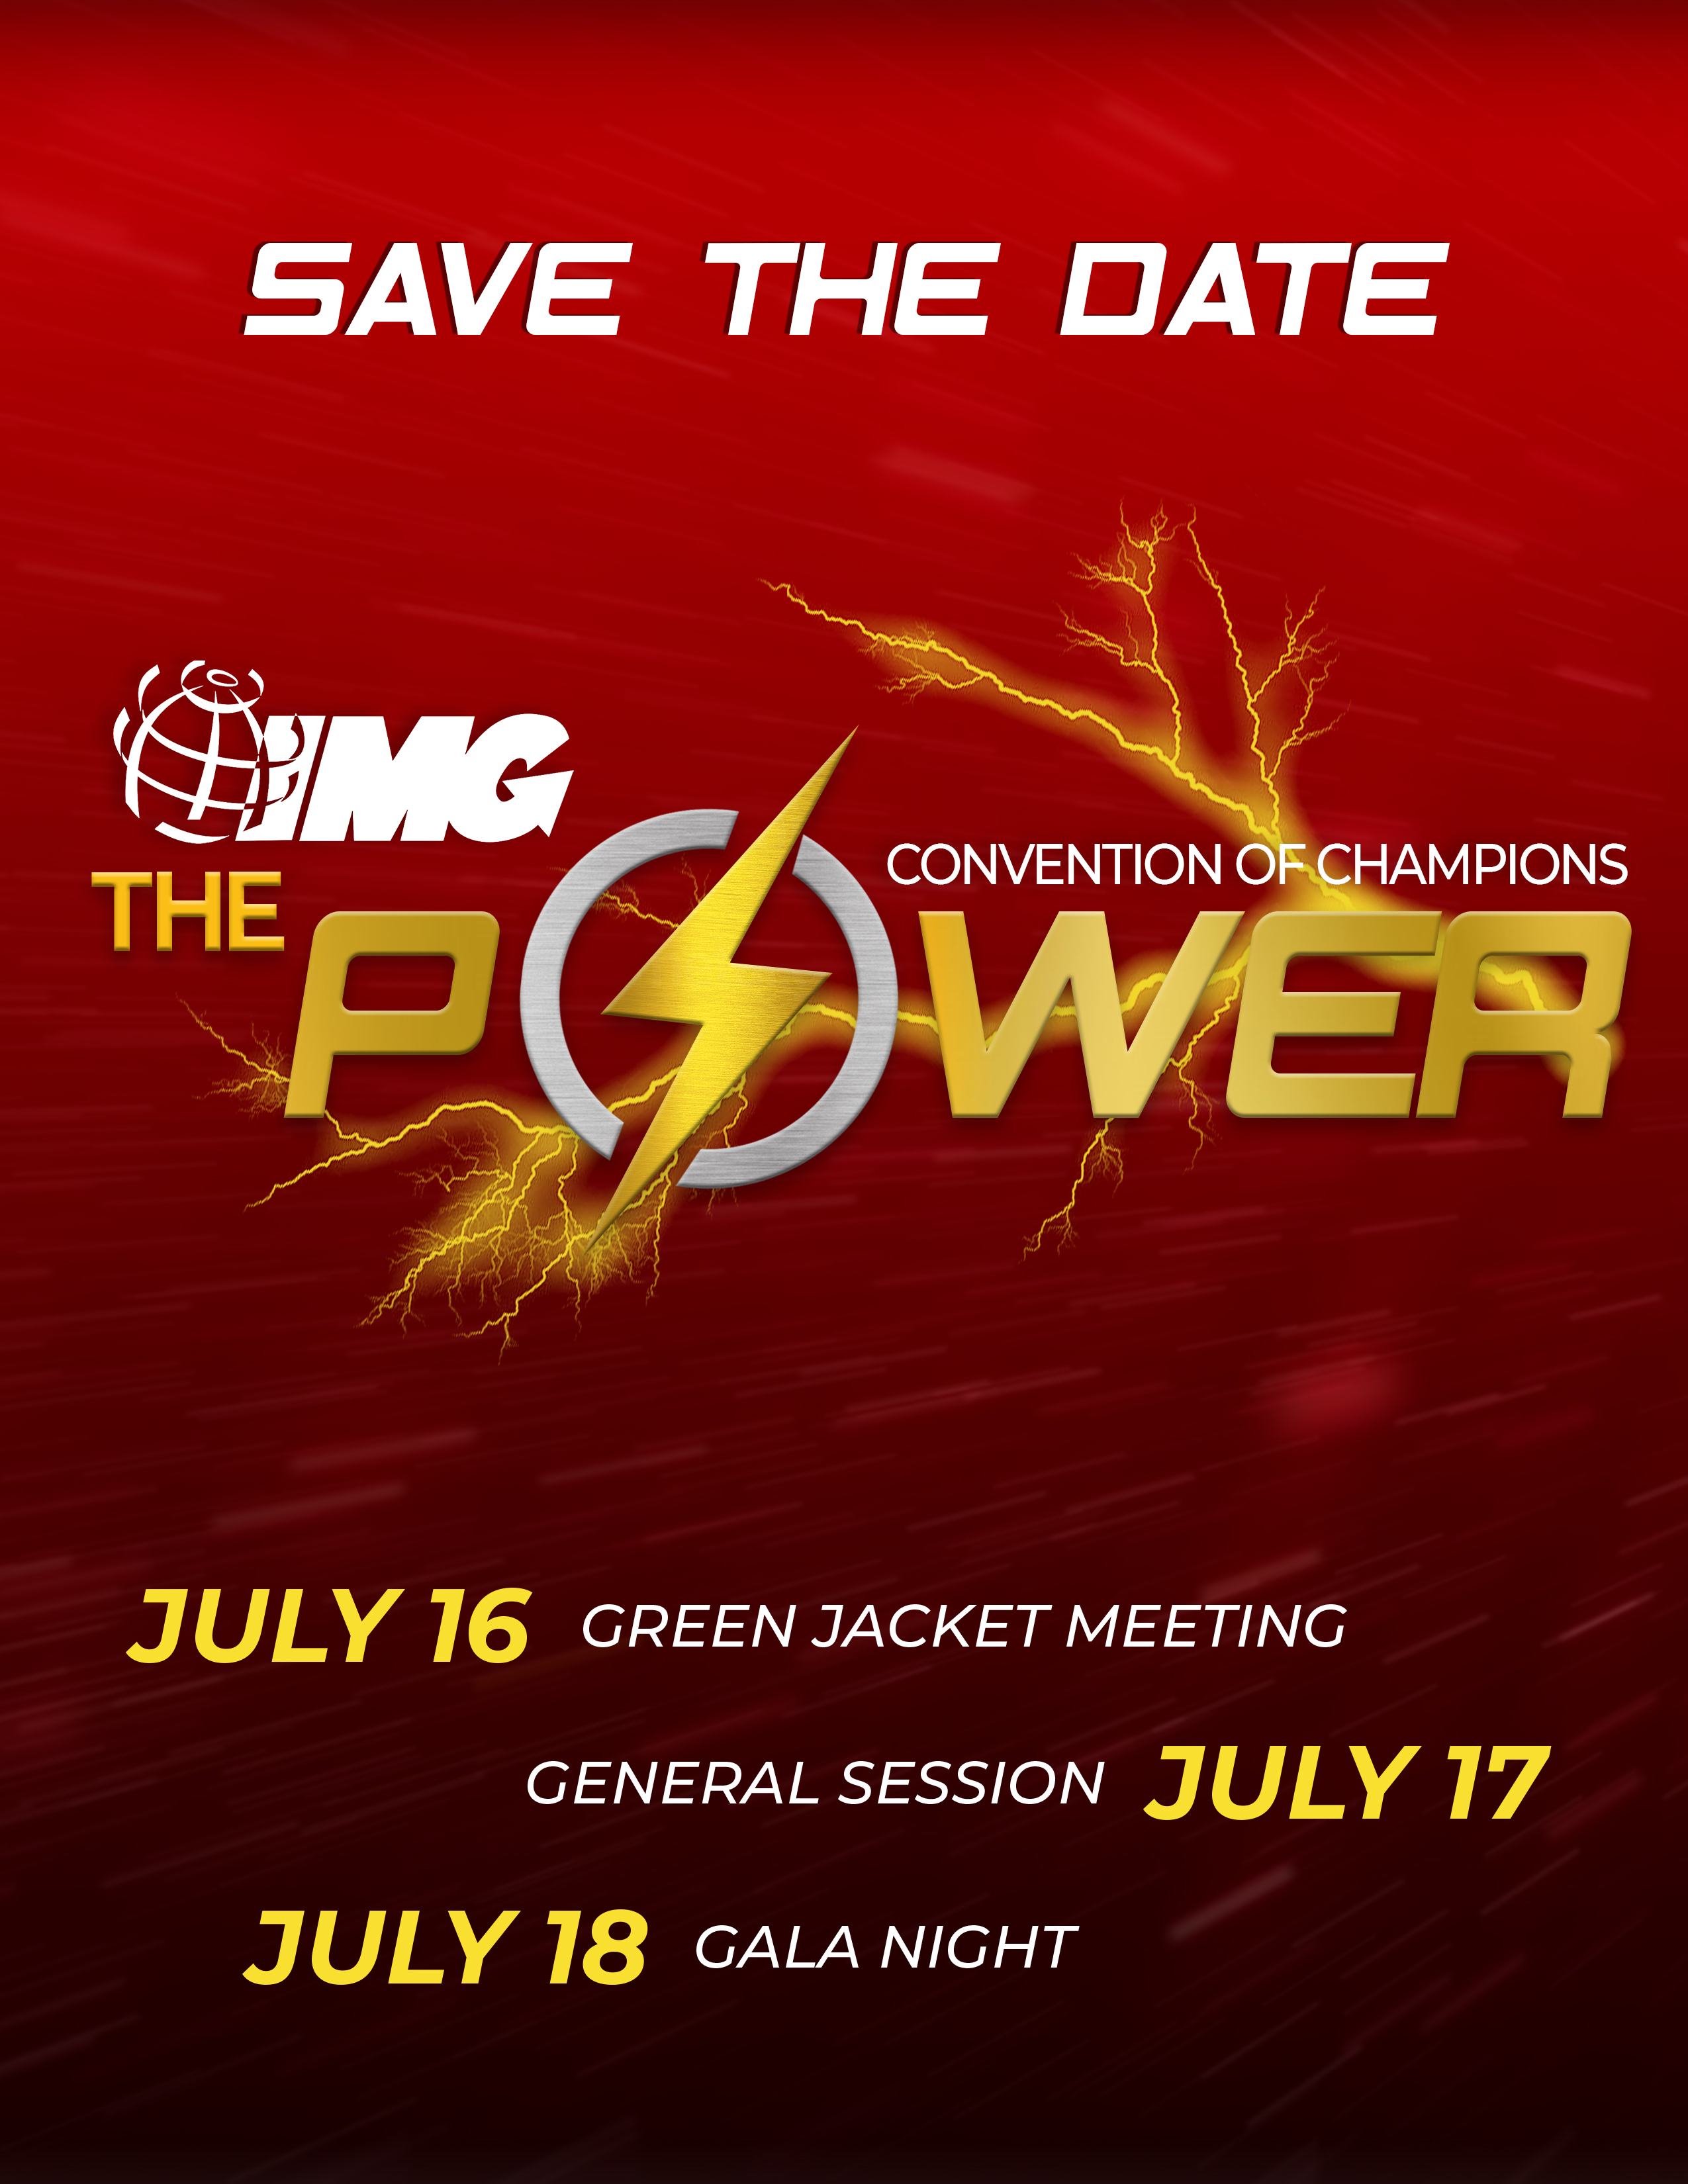 SAVE THE DATE
IMG
THE
CONVENTION OF CHAMPIONS
POWER
JULY 16 GREEN JACKET MEETING
GENERAL SESSION JULY 17
JULY 18 GALA NIGHT